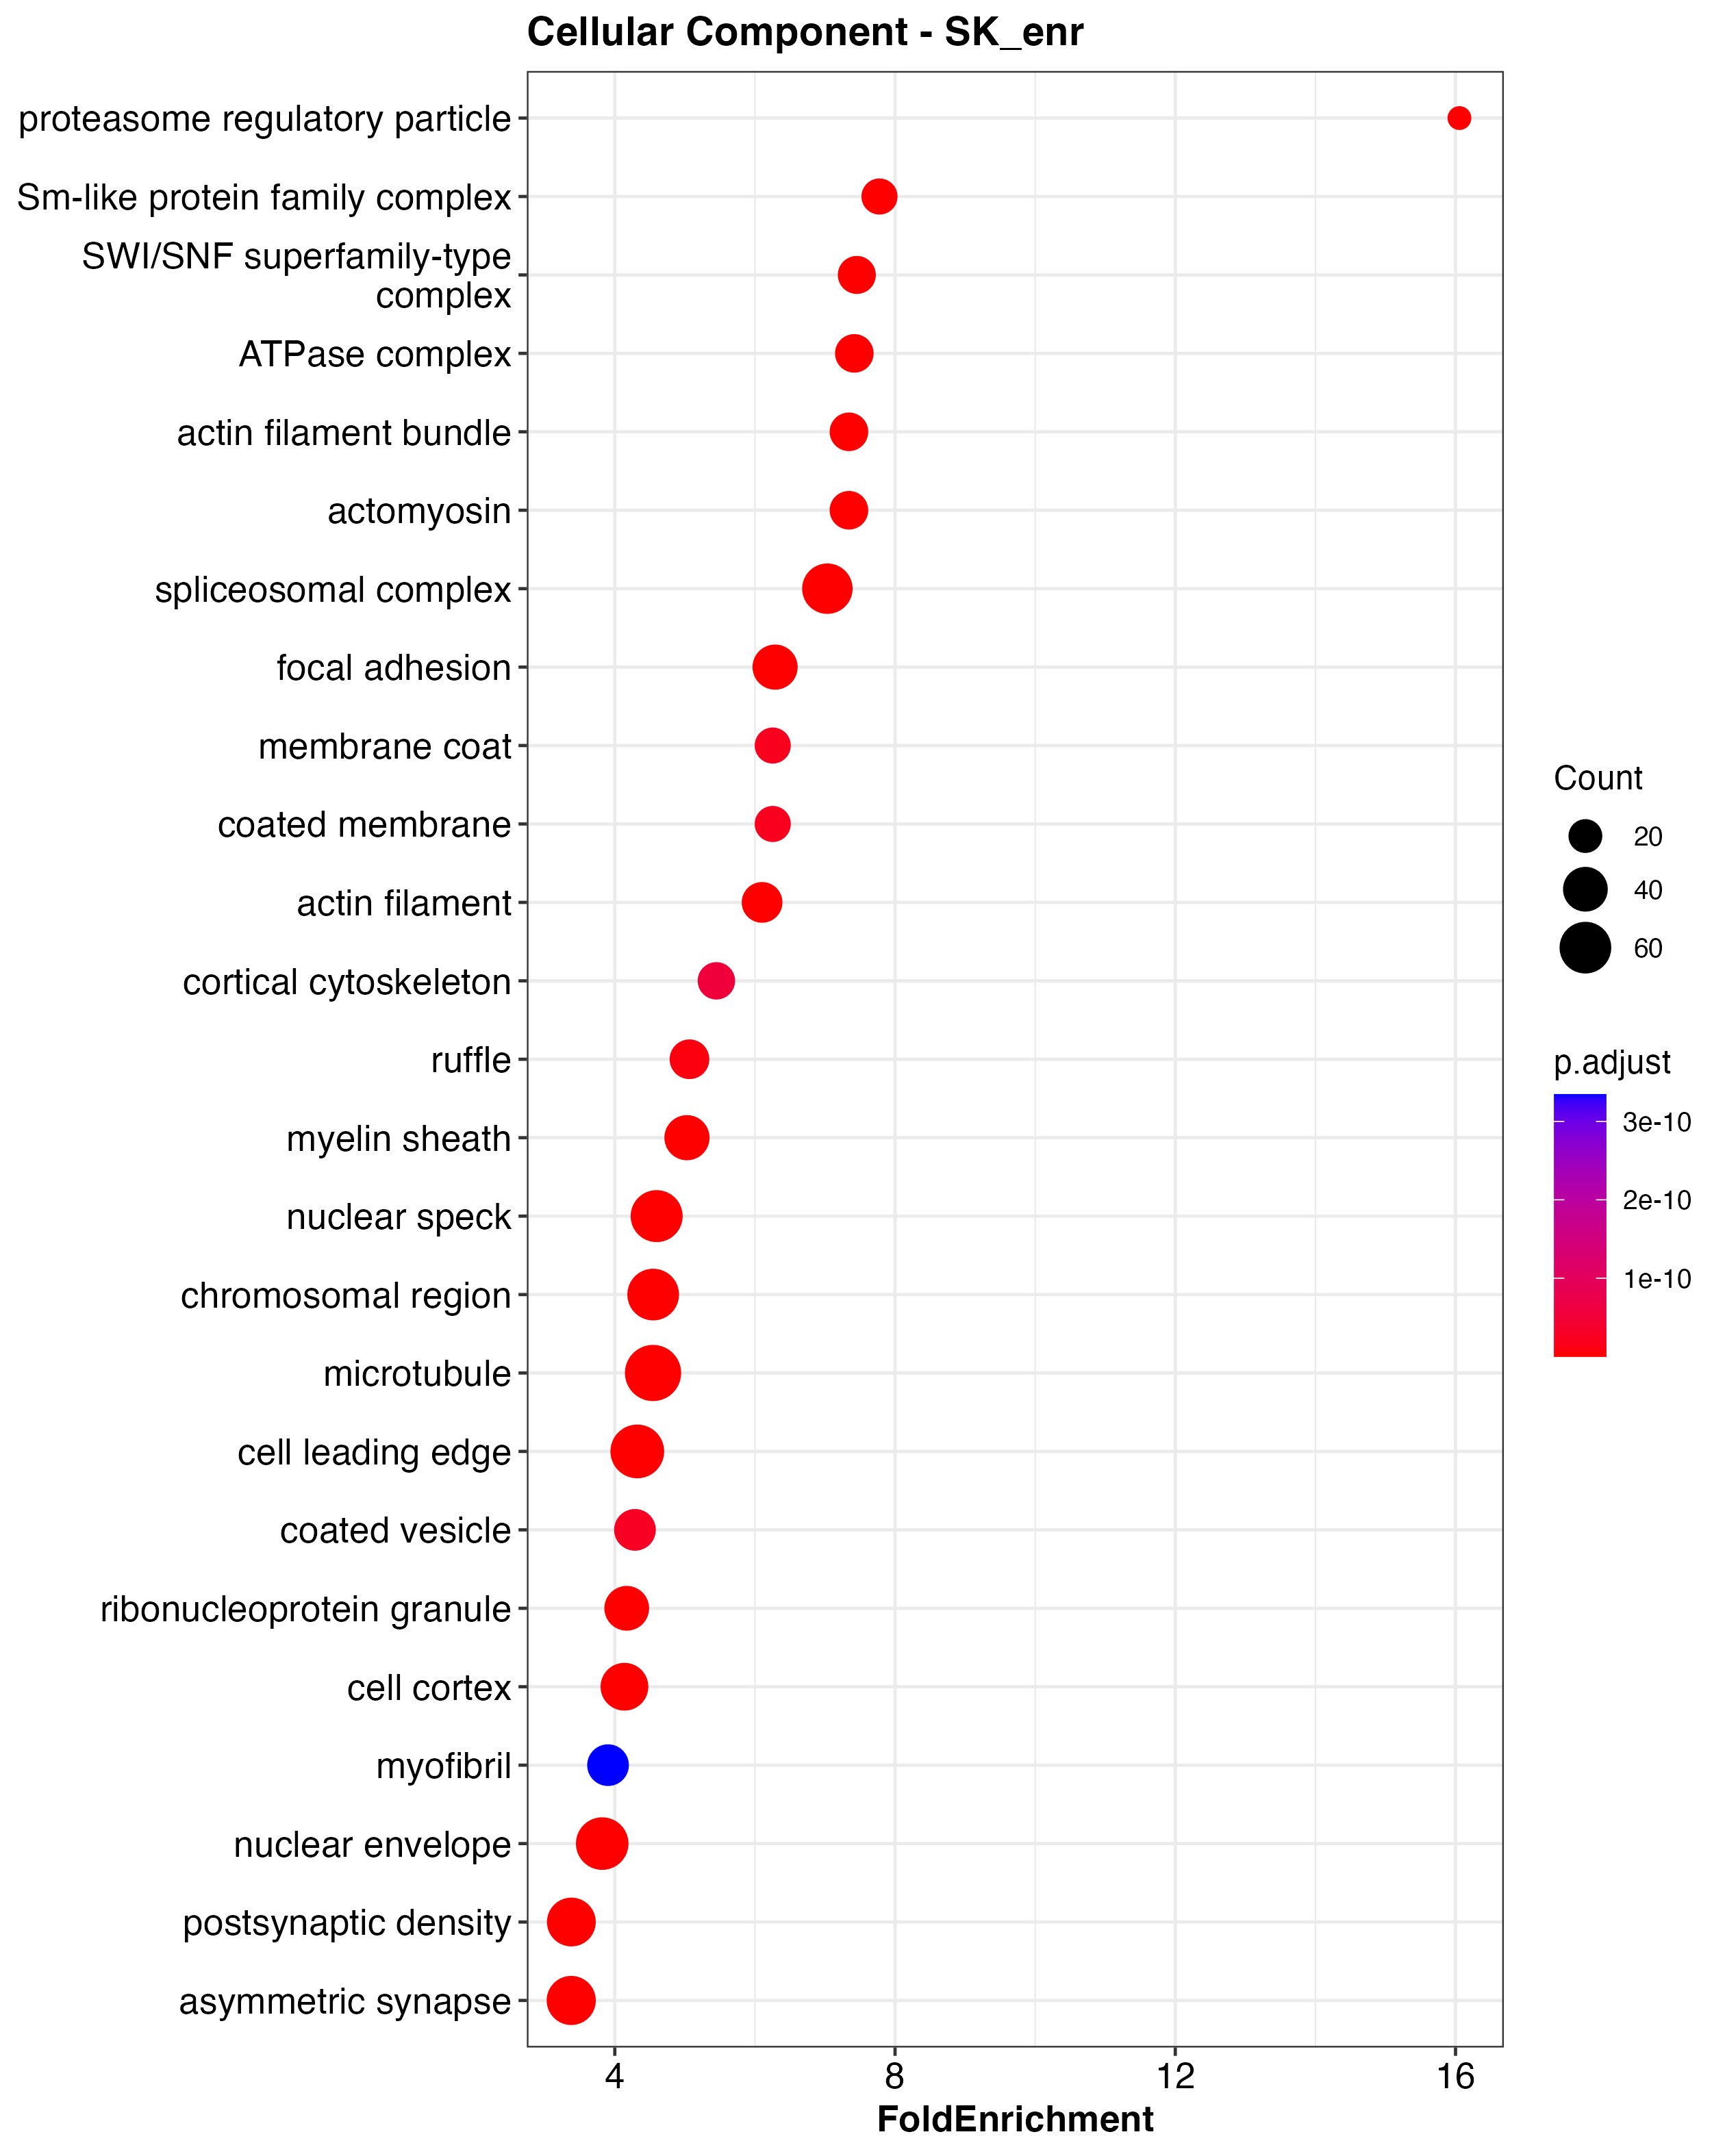 Cellular Component - SK_enr
proteasome regulatory particle
Sm-like protein family complex
SWI/SNF superfamily-type
complex
ATPase complex
actin filament bundle
actomyosin
spliceosomal complex
focal adhesion
membrane coat
coated membrane
actin filament
cortical cytoskeleton
ruffle
myelin sheath
nuclear speck
chromosomal region
microtubule
cell leading edge
coated vesicle
ribonucleoprotein granule
cell cortex
myofibril
nuclear envelope
postsynaptic density
asymmetric synapse
4 8 12 16
FoldEnrichment
Count
20
40
60
p.adjust
3e-10
2e-10
1e-10